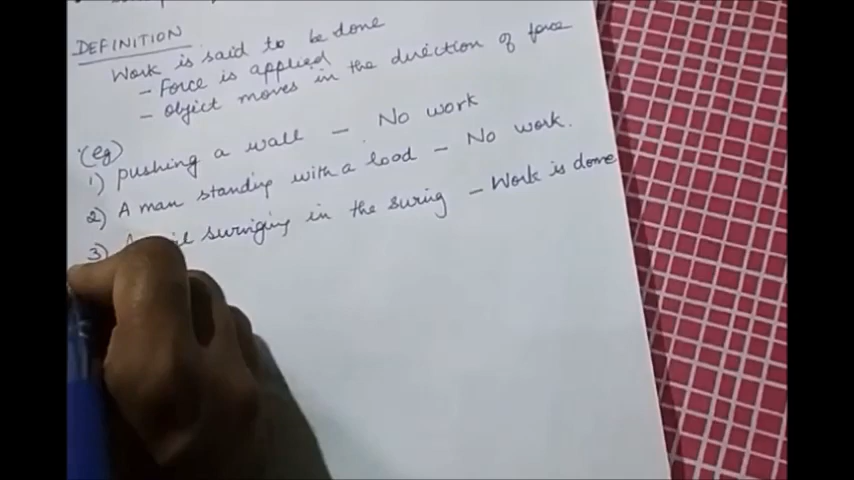 DEFINITION
Work is said to be done
- Force is applied
- Object moves in the direction of force
(eg)
1) pushing a wall - No work
2) A man standing with a load - No work.
3) A swinging in the swing - Work is done